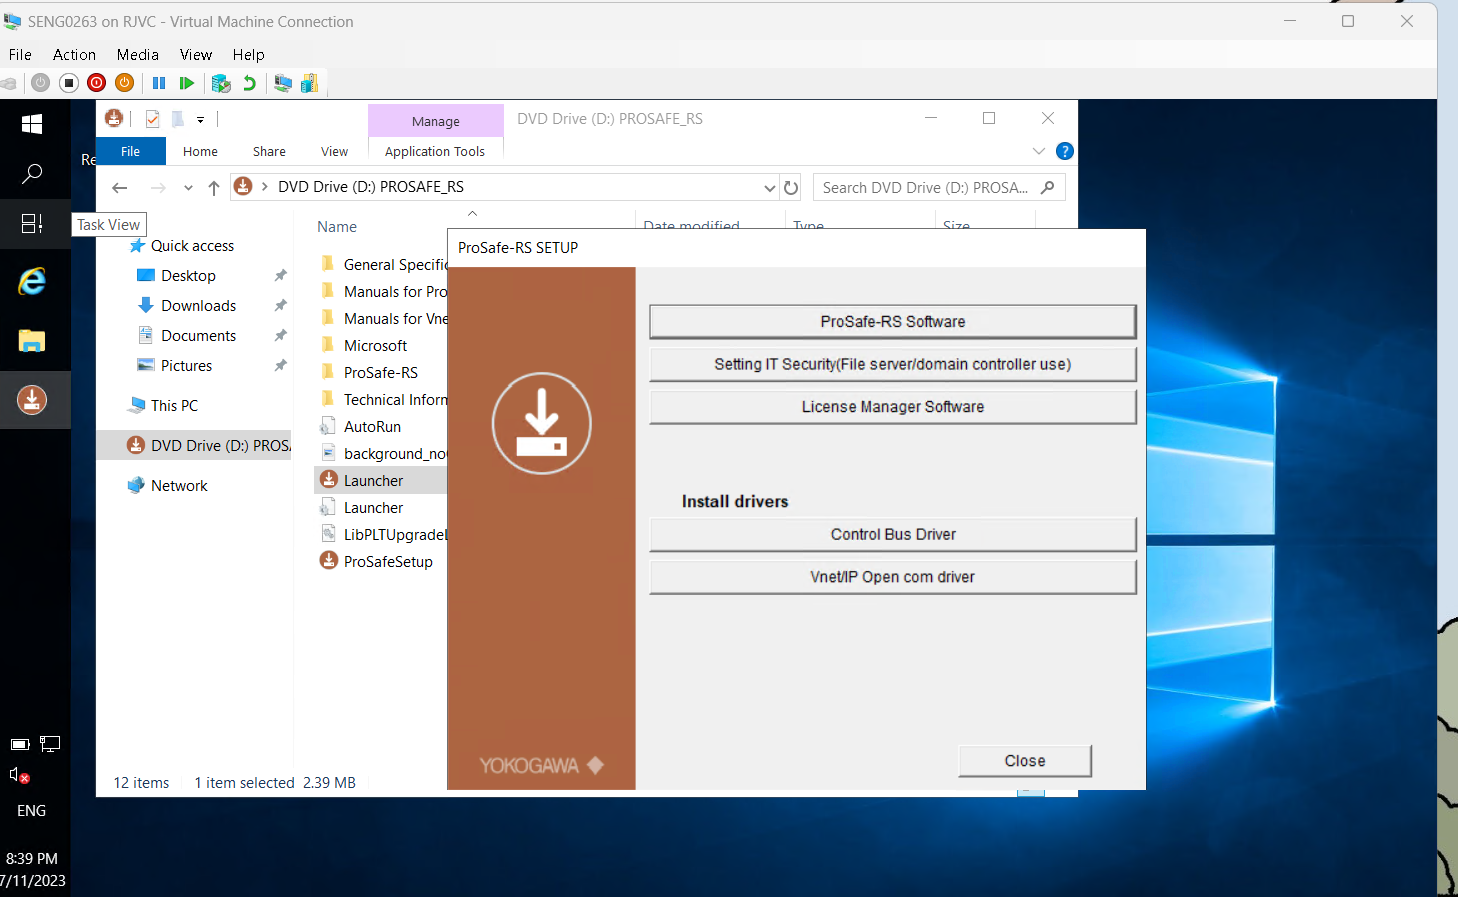 SENG0263 on RJVC - Virtual Machine Connection
File Action Media View Help
Manage
DVD Drive (D:) PROSAFE_RS
File Home Share View Application Tools
DVD Drive (D:) PROSAFE_RS
Search DVD Drive (D:) PROSA...
Task View
Quick access
Desktop
Downloads
Documents
Pictures
This PC
DVD Drive (D:) PROSA
Network
Name Date modified Type Size
General Specific
Manuals for Pro
Manuals for Vne
Microsoft
ProSafe-RS
Technical Inform
AutoRun
background_no
Launcher
Launcher
LibPLTUpgrade
ProSafeSetup
12 items 1 item selected 2.39 MB
ProSafe-RS SETUP
ProSafe-RS Software
Setting IT Security(File server/domain controller use)
License Manager Software
Install drivers
Control Bus Driver
Vnet/IP Open com driver
Close
YOKOGAWA
ENG
8:39 PM
7/11/2023